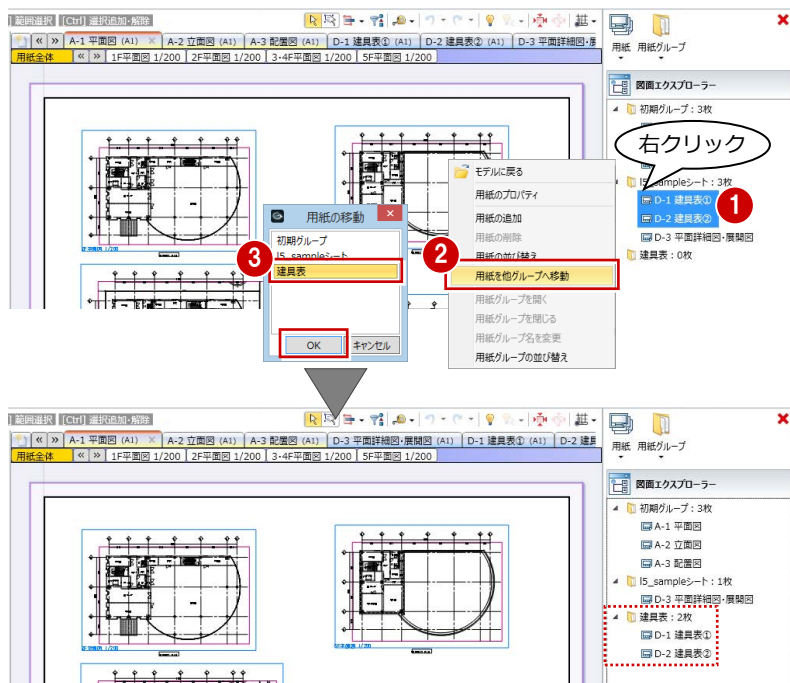 範囲選択 [Ctrl] 選択追加・解除
用紙 用紙グループ
« » A-1 平面図 (A1) × A-2 立面図 (A1) A-3 配置図 (A1) D-1 建具表① (A1) D-2 建具表② (A1) D-3 平面詳細図・展
用紙全体 « » 1F平面図 1/200 2F平面図 1/200 3・4F平面図 1/200 5F平面図 1/200
図面エクスプローラー
初期グループ : 3枚
右クリック
l5_sampleシート : 3枚
D-1 建具表①
D-2 建具表②
1
D-3 平面詳細図・展開図
建具表 : 0枚
モデルに戻る
用紙のプロパティ
用紙の追加
用紙の削除
用紙の並び替え
2
用紙を他グループへ移動
用紙グループを開く
用紙グループを閉じる
用紙グループ名を変更
用紙グループの並び替え
用紙の移動
初期グループ
l5_sampleシート
3
建具表
OK キャンセル
] 範囲選択 [Ctrl] 選択追加・解除
用紙 用紙グループ
« » A-1 平面図 (A1) × A-2 立面図 (A1) A-3 配置図 (A1) D-3 平面詳細図・展開図 (A1) D-1 建具表① (A1) D-2 建具
用紙全体 « » 1F平面図 1/200 2F平面図 1/200 3・4F平面図 1/200 5F平面図 1/200
図面エクスプローラー
初期グループ : 3枚
A-1 平面図
A-2 立面図
A-3 配置図
l5_sampleシート : 1枚
D-3 平面詳細図・展開図
建具表 : 2枚
D-1 建具表①
D-2 建具表②